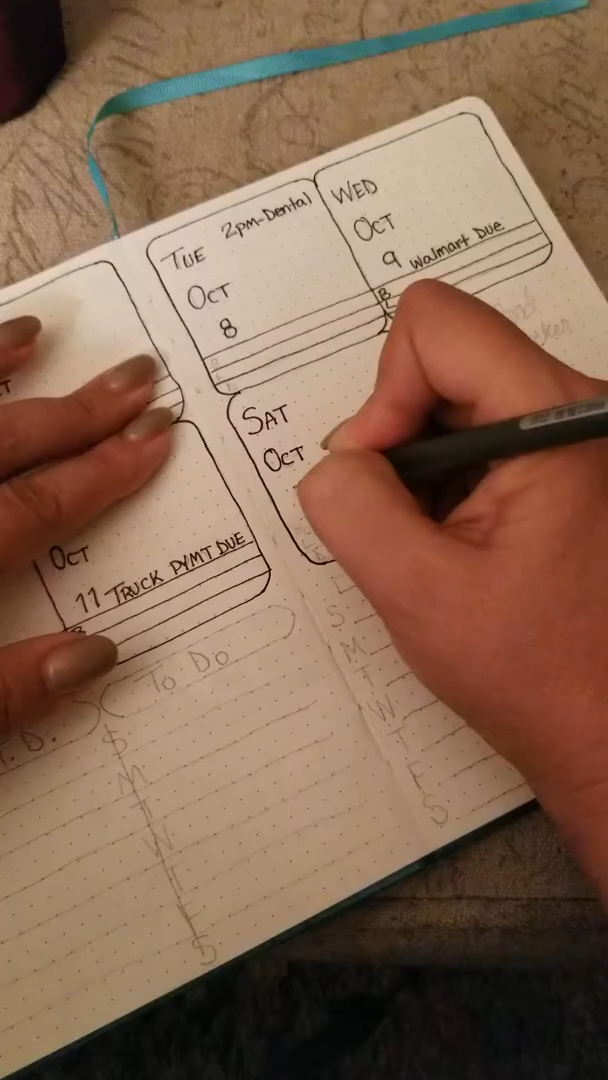 TUE 2pm-Dental
OCT
8
B
L
WED
OCT
9 Walmart Due
B
L
SAT
OCT
OCT
11 TRUCK PYMT DUE
B
To Do
T.D.
S
M
T
W
T
F
S
S
M
T
W
T
F
S